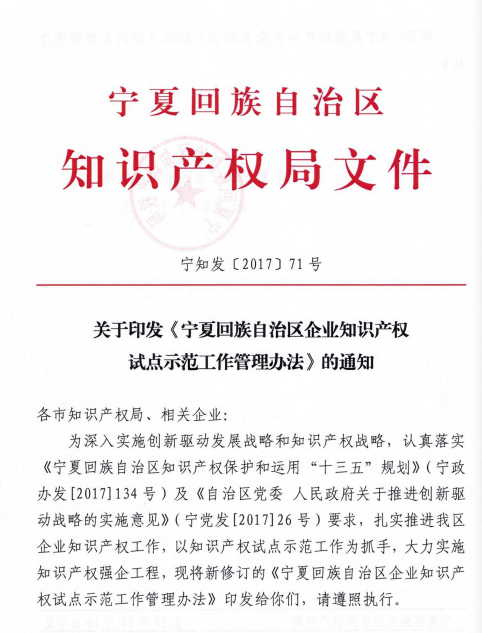 宁夏回族自治区
知识产权局文件
宁知发〔2017〕71号
关于印发《宁夏回族自治区企业知识产权
试点示范工作管理办法》的通知
各市知识产权局、相关企业:
为深入实施创新驱动发展战略和知识产权战略，认真落实
《宁夏回族自治区知识产权保护和运用“十三五”规划》(宁政
办发[2017]134号)及《自治区党委 人民政府关于推进创新驱
动战略的实施意见》(宁党发[2017]26号)要求，扎实推进我区
企业知识产权工作，以知识产权试点示范工作为抓手，大力实施
知识产权强企工程，现将新修订的《宁夏回族自治区企业知识产
权试点示范工作管理办法》印发给你们，请遵照执行。